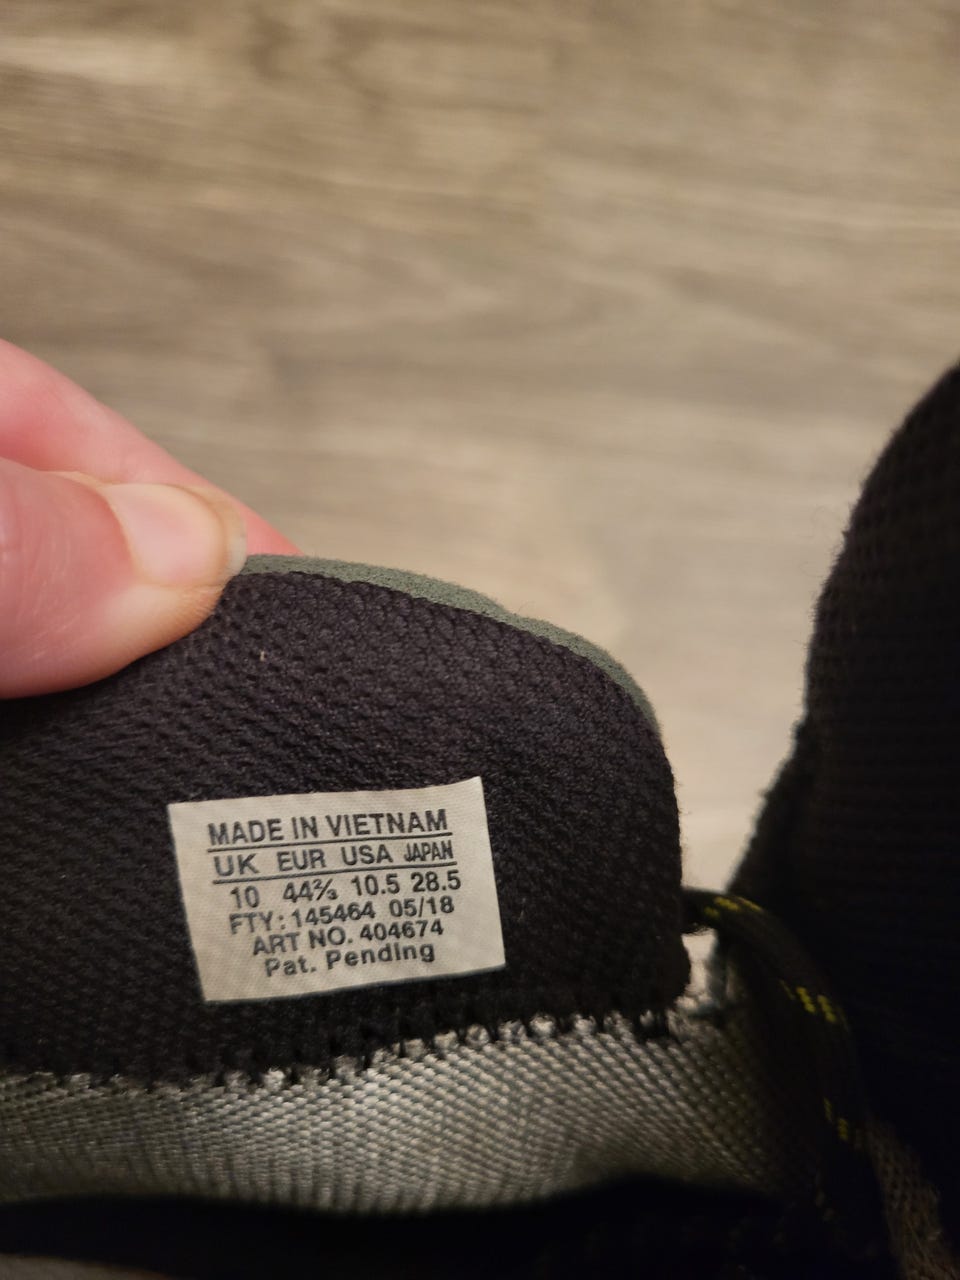 MADE IN VIETNAM
UK EUR USA JAPAN
10 44⅔ 10.5 28.5
FTY: 145464 05/18
ART NO. 404674
Pat. Pending